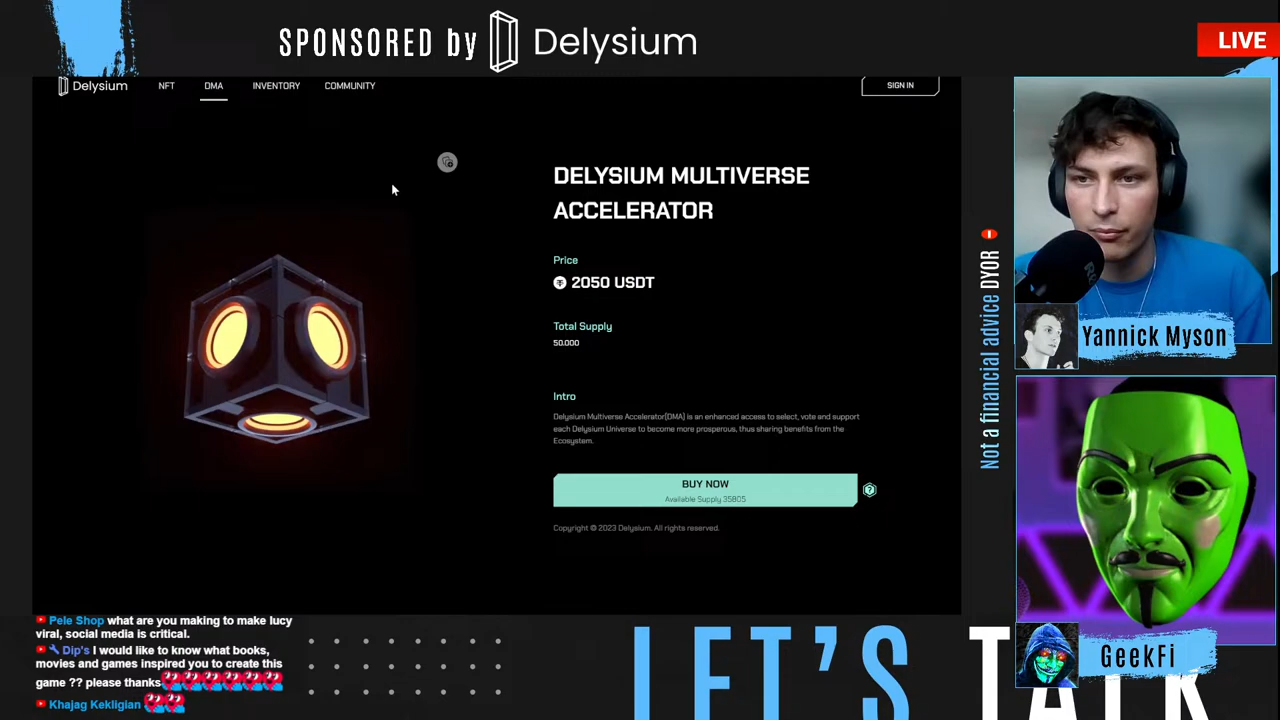 SPONSORED by Delysium
LIVE
Delysium NFT DMA INVENTORY COMMUNITY SIGN IN
DELYSIUM MULTIVERSE
ACCELERATOR
Price
2050 USDT
Total Supply
50.000
Intro
Delysium Multiverse Accelerator(DMA) is an enhanced access to select, vote and support
each Delysium Universe to become more prosperous, thus sharing benefits from the
Ecosystem.
BUY NOW
Available Supply 35805
Copyright © 2023 Delysium. All rights reserved.
Not a financial advice DYOR
Yannick Myson
GeekFi
Pele Shop what are you making to make lucy
viral, social media is critical.
Dip's I would like to know what books,
movies and games inspired you to create this
game ?? please thanks
Khajag Kekligian
LET'S TALK